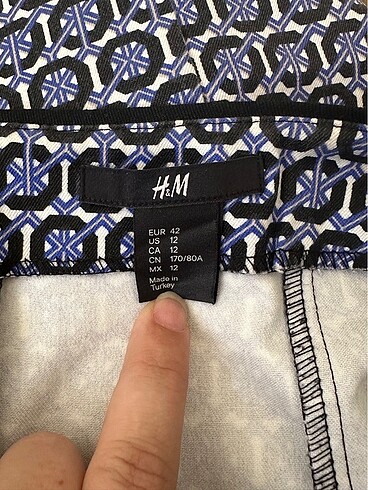 H&M
EUR 42
US 12
CA 12
CN 170/80A
MX 12
Made in
Turkey